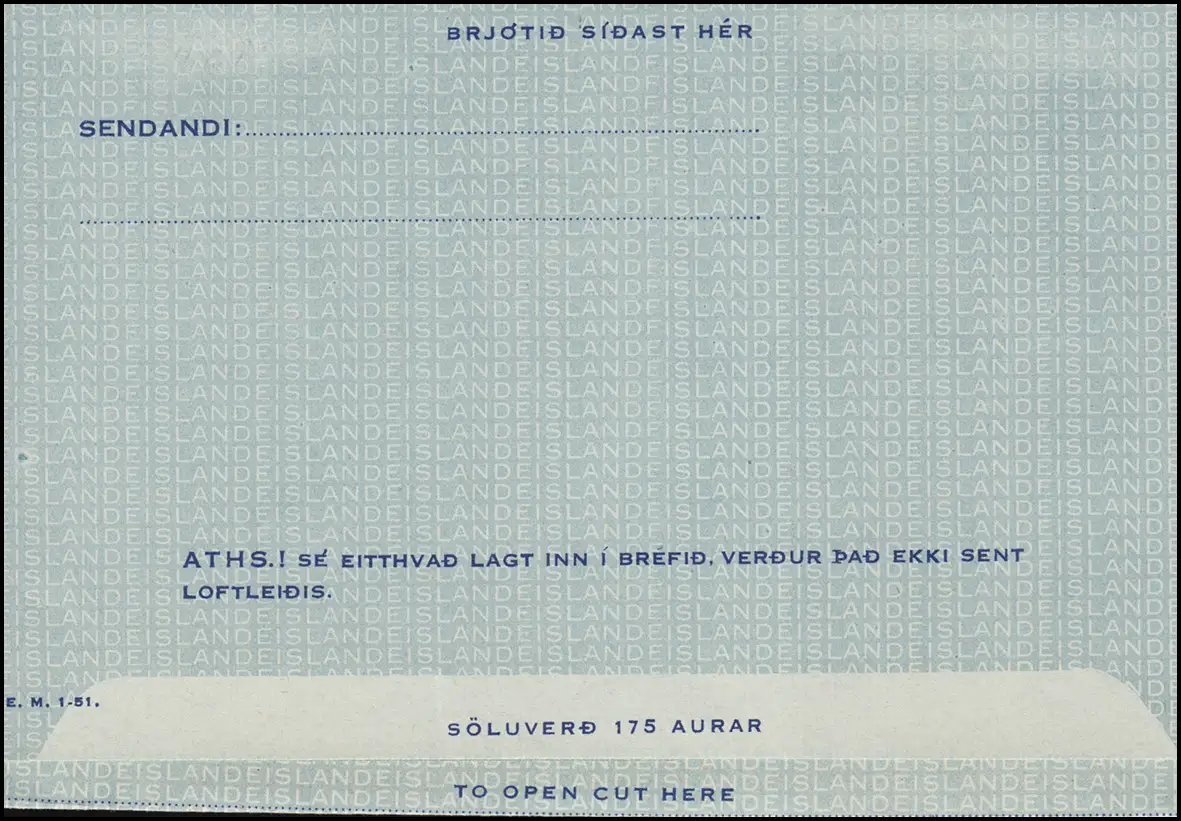 BRJÓTIÐ SÍÐAST HÉR
SENDANDI:
ATHS.! SÉ EITTHVAÐ LAGT INN Í BRÉFIÐ, VERÐUR ÞAÐ EKKI SENT
LOFTLEIÐIS.
E. M. 1-51.
SÖLUVERÐ 175 AURAR
TO OPEN CUT HERE